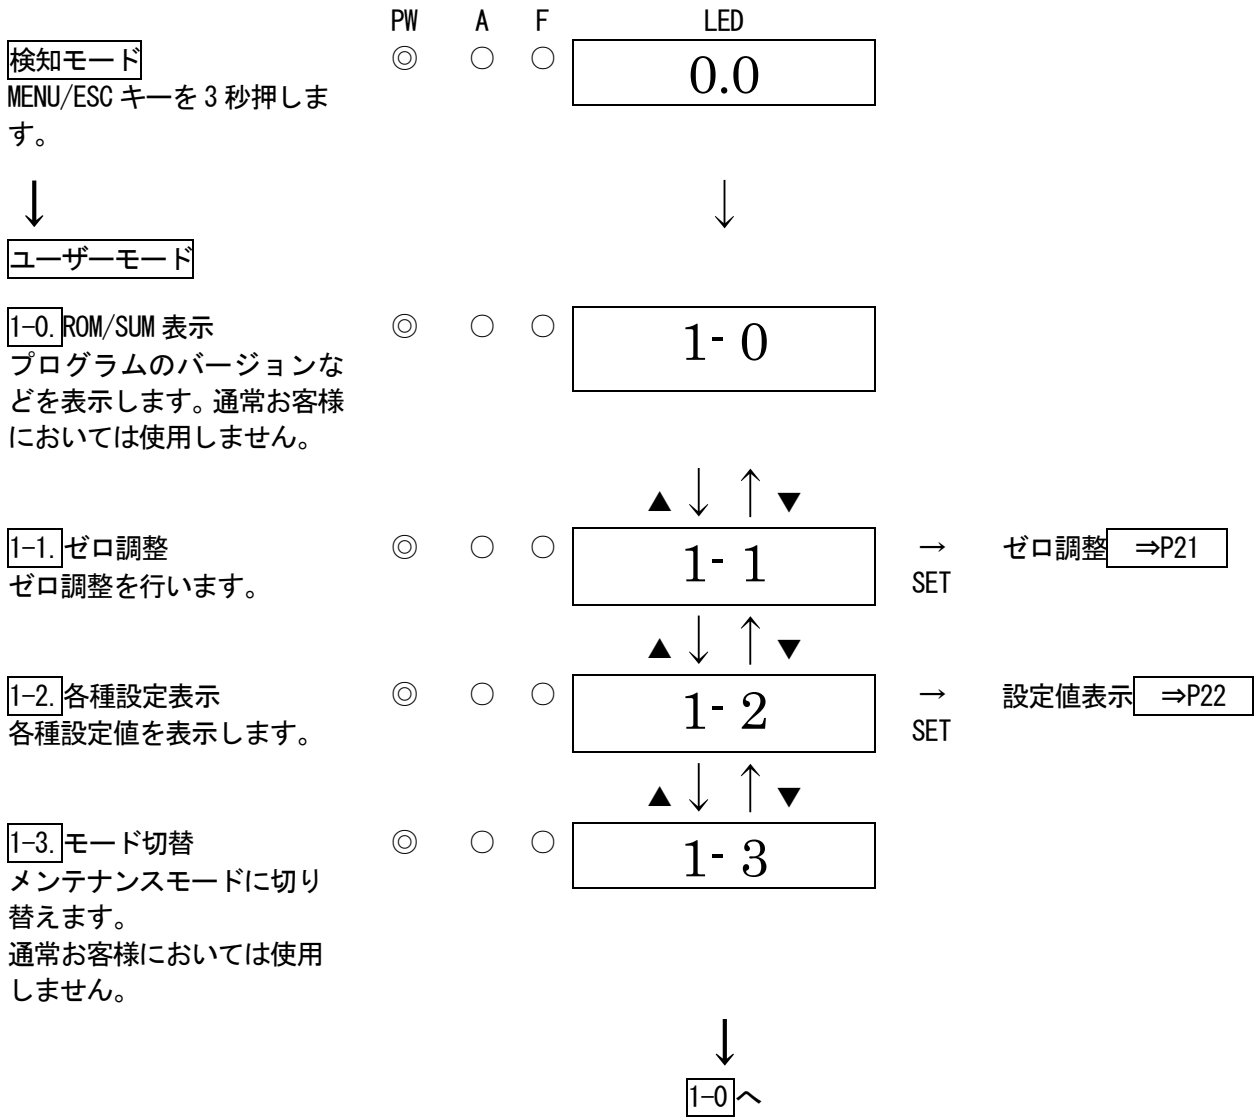 PW A F LED
検知モード ◎ ○ ○ 0.0
MENU/ESC キーを 3 秒押しま
す。
↓ ↓
ユーザーモード
1-0. ROM/SUM 表示 ◎ ○ ○ 1- 0
プログラムのバージョンな
どを表示します。通常お客様
においては使用しません。
▲ ↓ ↑ ▼
1-1. ゼロ調整 ◎ ○ ○ 1- 1 → ゼロ調整 ⇒P21
ゼロ調整を行います。 SET
▲ ↓ ↑ ▼
1-2. 各種設定表示 ◎ ○ ○ 1- 2 → 設定値表示 ⇒P22
各種設定値を表示します。 SET
▲ ↓ ↑ ▼
1-3. モード切替 ◎ ○ ○ 1- 3
メンテナンスモードに切り
替えます。
通常お客様においては使用
しません。
↓
1-0 へ